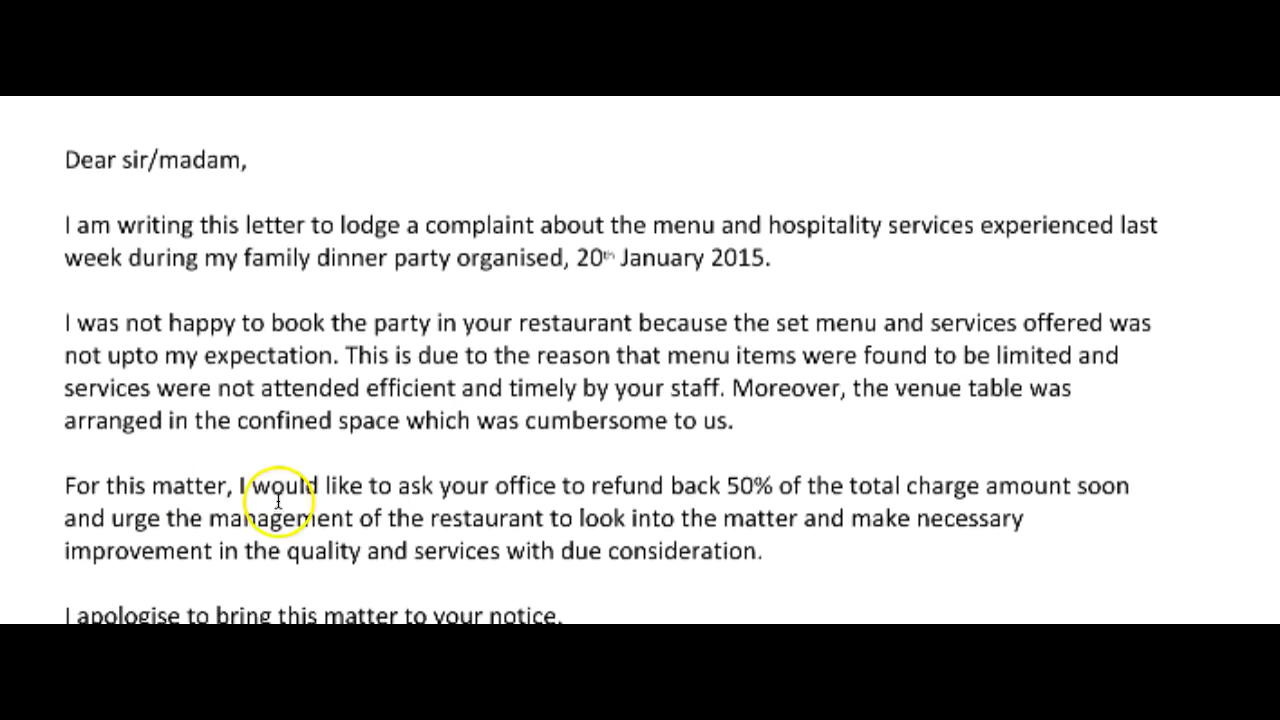 Dear sir/madam,
I am writing this letter to lodge a complaint about the menu and hospitality services experienced last
week during my family dinner party organised, 20th January 2015.
I was not happy to book the party in your restaurant because the set menu and services offered was
not upto my expectation. This is due to the reason that menu items were found to be limited and
services were not attended efficient and timely by your staff. Moreover, the venue table was
arranged in the confined space which was cumbersome to us.
For this matter, I would like to ask your office to refund back 50% of the total charge amount soon
and urge the management of the restaurant to look into the matter and make necessary
improvement in the quality and services with due consideration.
I apologise to bring this matter to your notice.